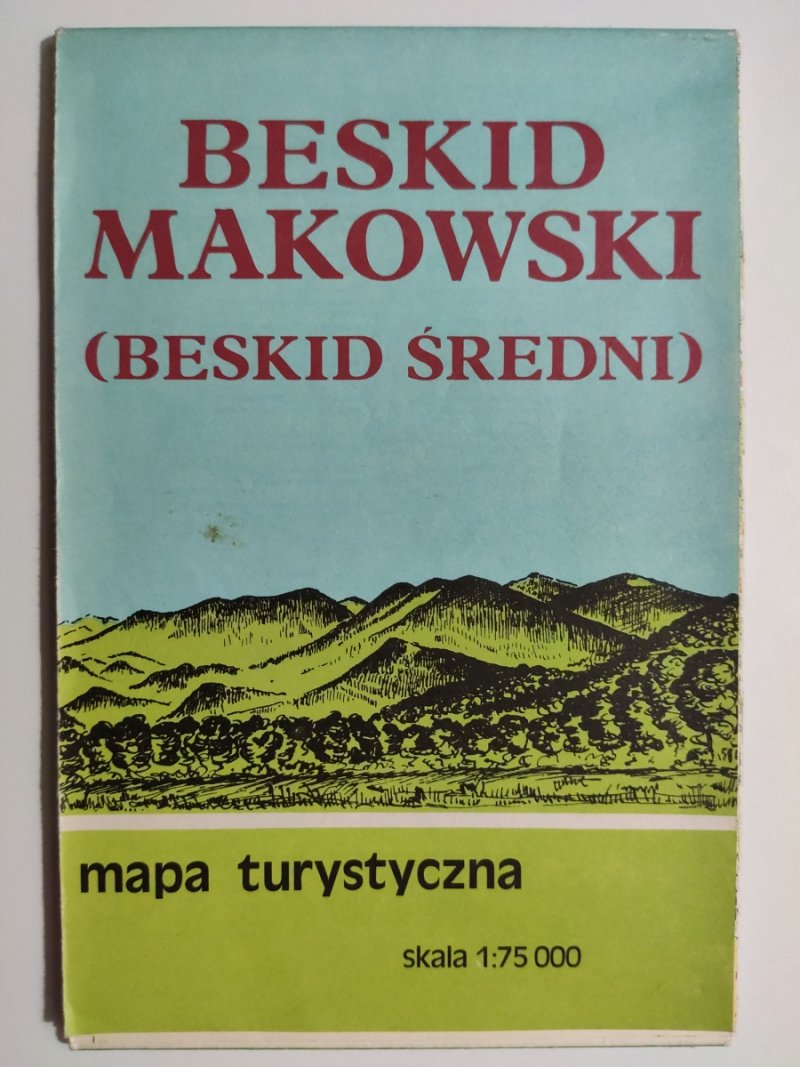 BESKID
MAKOWSKI
(BESKID ŚREDNI)
mapa turystyczna
skala 1:75 000